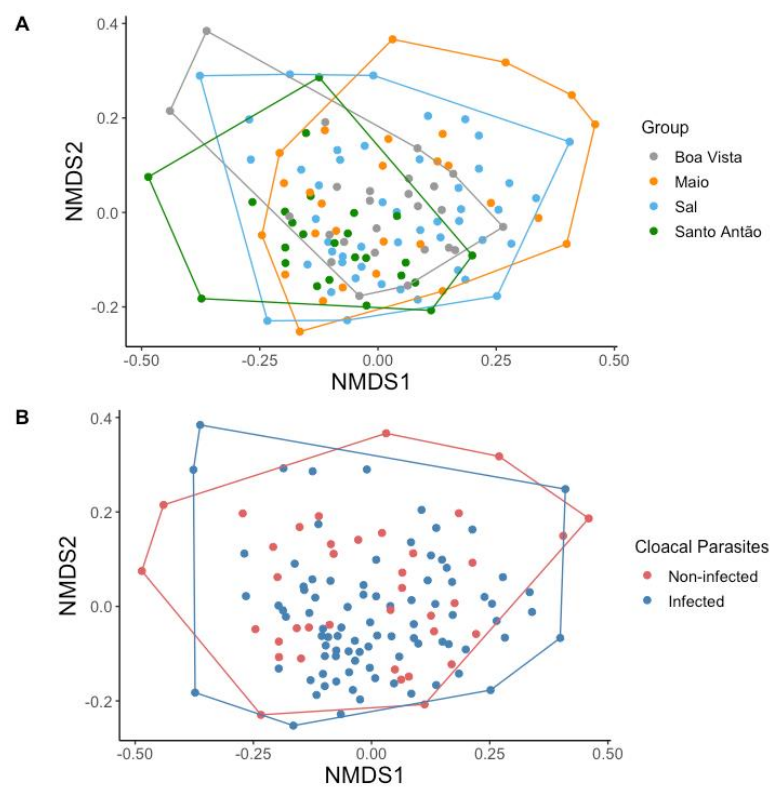 A
0.4
0.2
0.0
-0.2
NMDS2
-0.50
-0.25
0.00
0.25
0.50
NMDS1
Group
Boa Vista
Maio
Sal
Santo Antão
B
0.4
0.2
0.0
-0.2
NMDS2
-0.50
-0.25
0.00
0.25
0.50
NMDS1
Cloacal Parasites
Non-infected
Infected